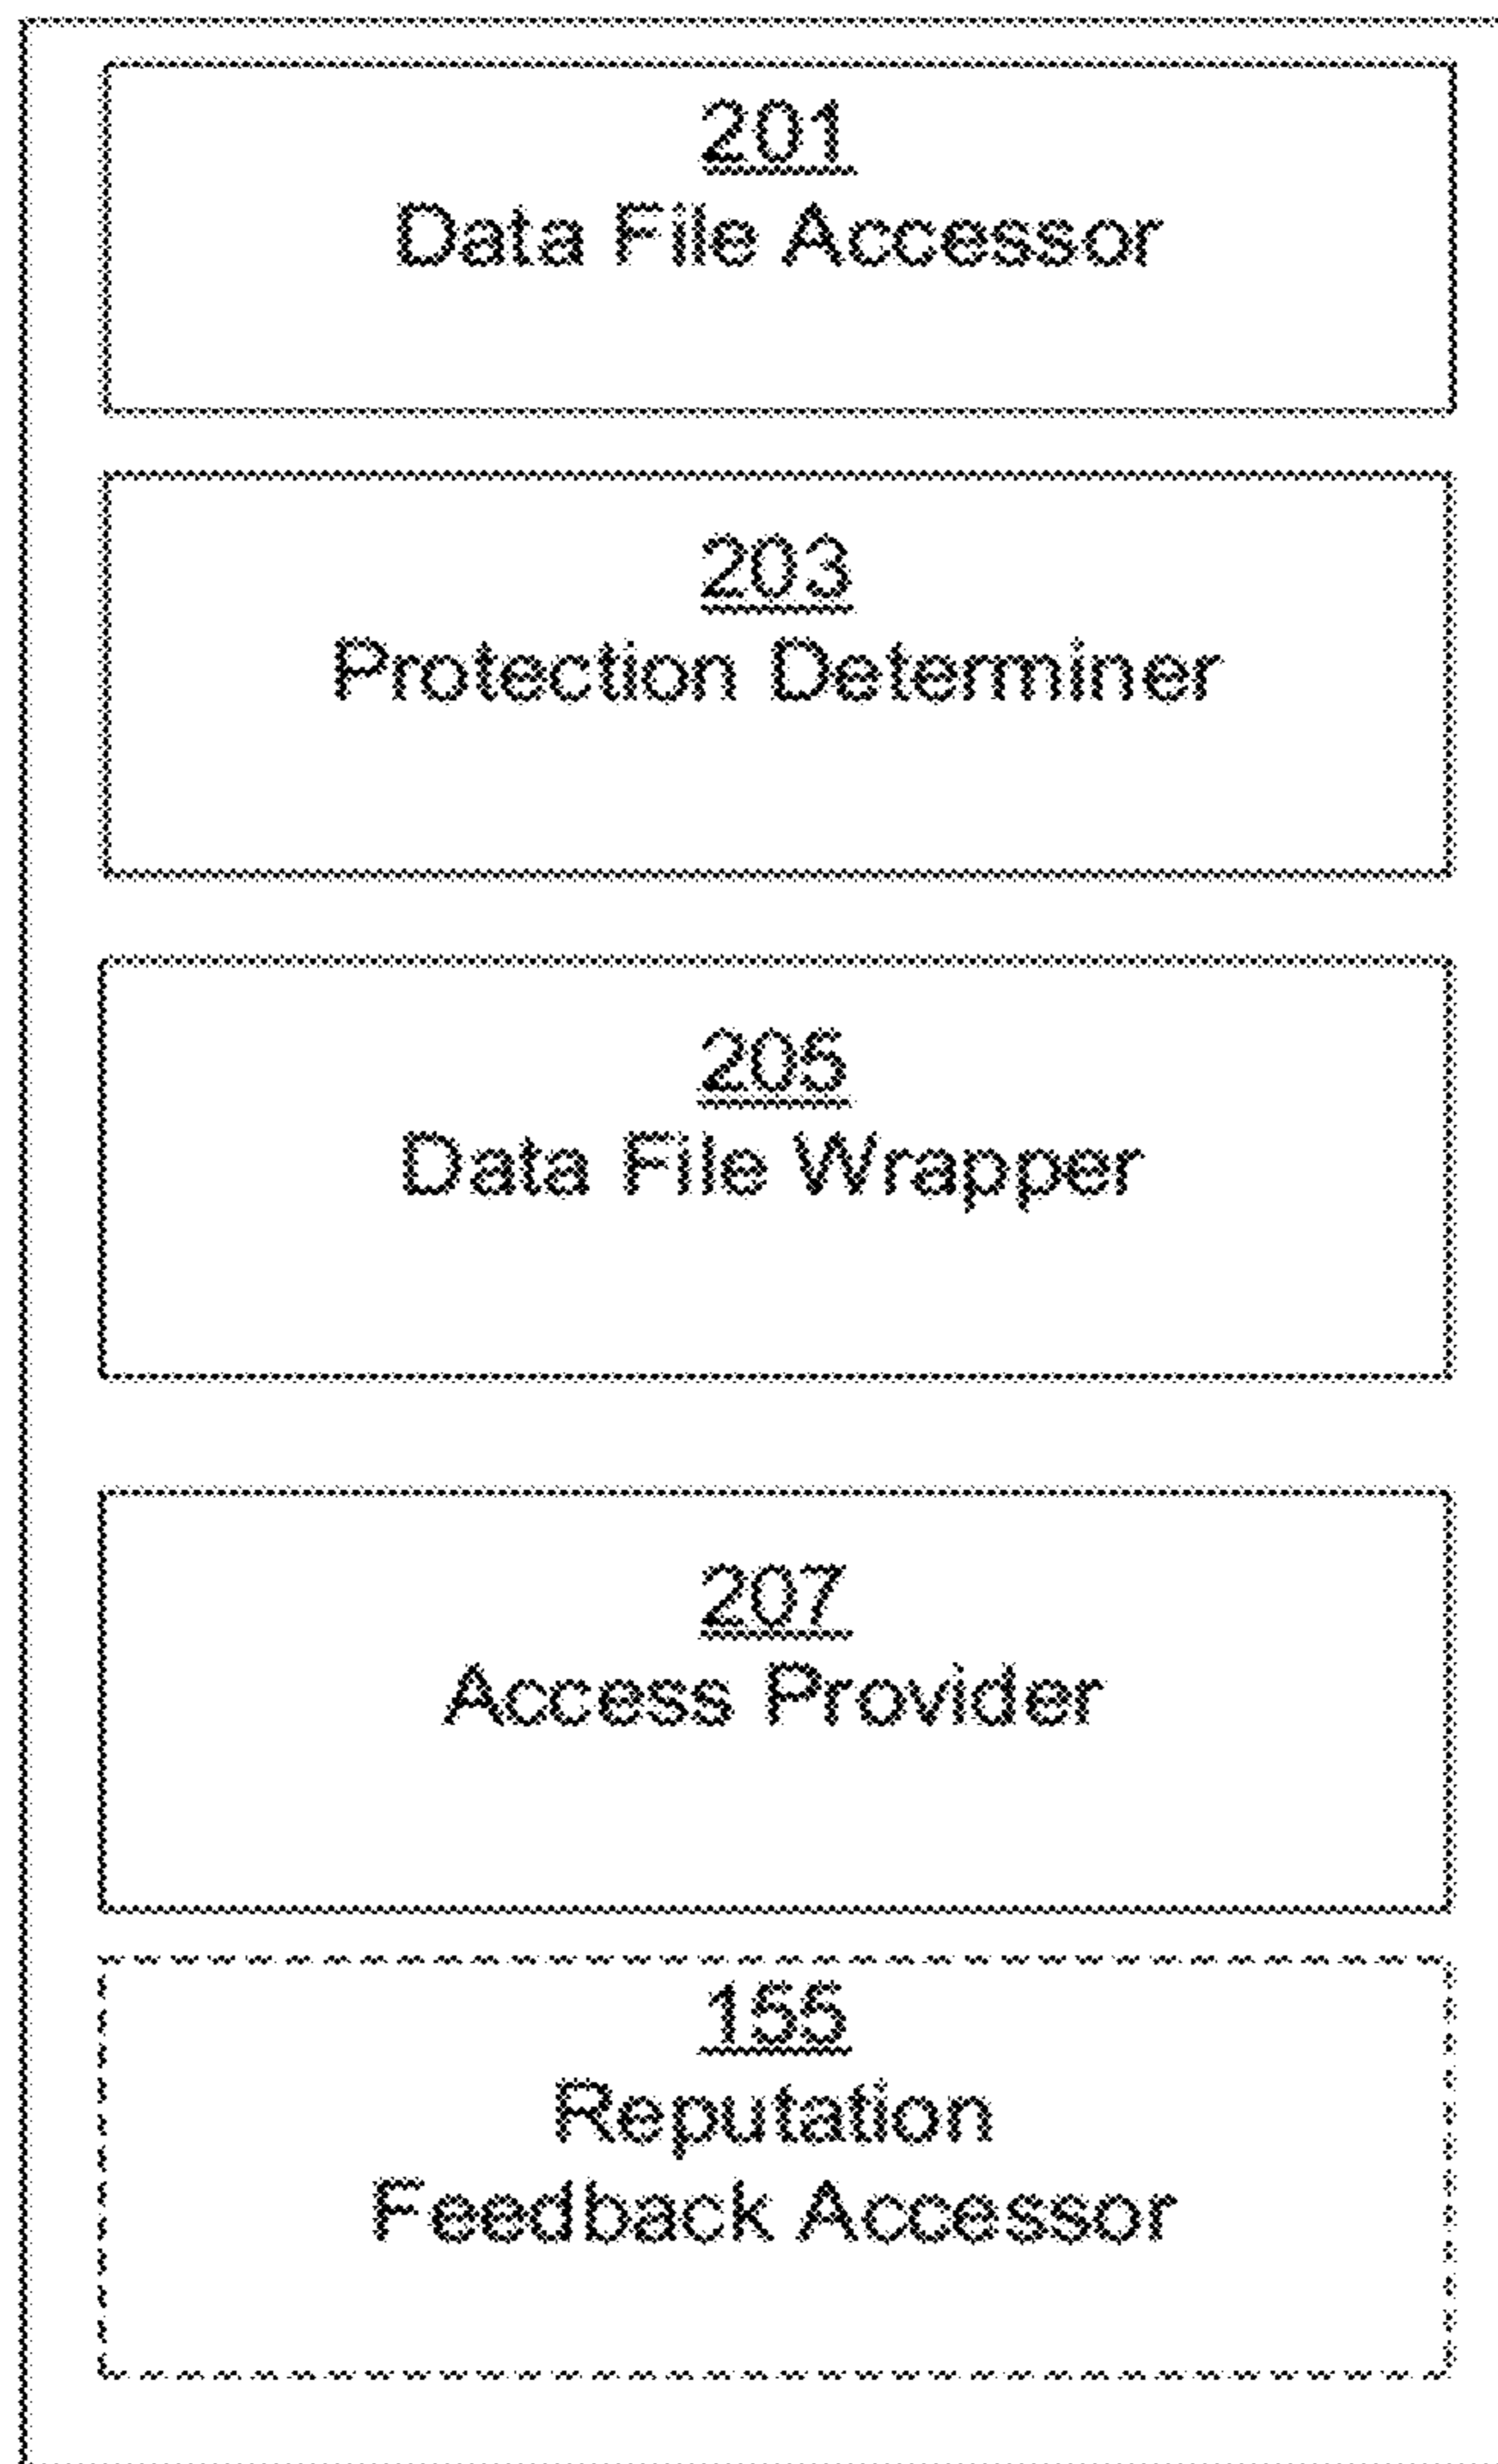 201
Data File Accessor
203
Protection Determiner
205
Data File Wrapper
207
Access Provider
155
Reputation
Feedback Accessor